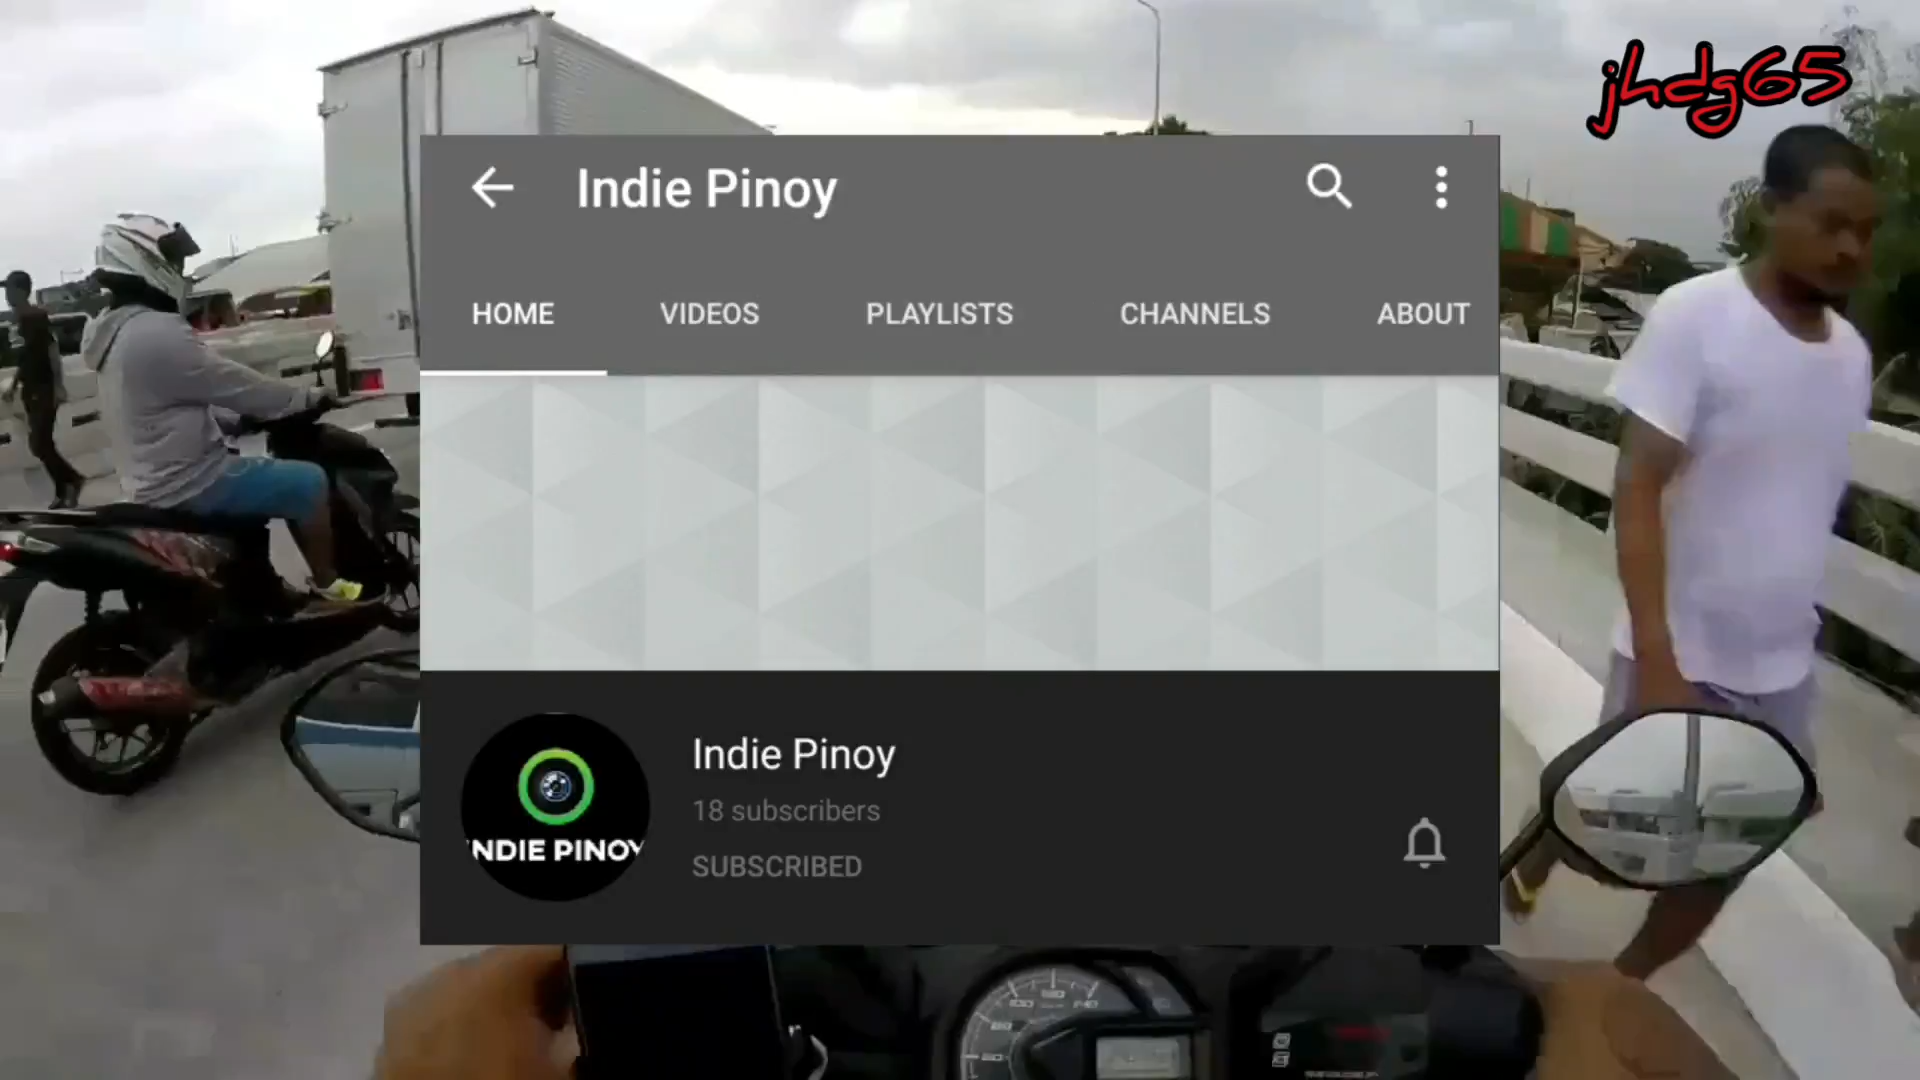 jhdg65
Indie Pinoy
HOME VIDEOS PLAYLISTS CHANNELS ABOUT
Indie Pinoy
18 subscribers
SUBSCRIBED
NDIE PINOY